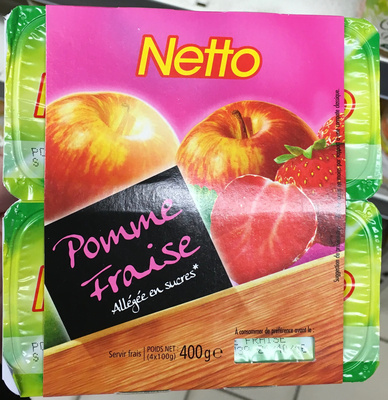 Netto
Pomme
Fraise
Allégée en sucres*
Servir frais
POIDS NET :
(4x100g)
400g e
A consommer de préférence avant le :
FRAISE